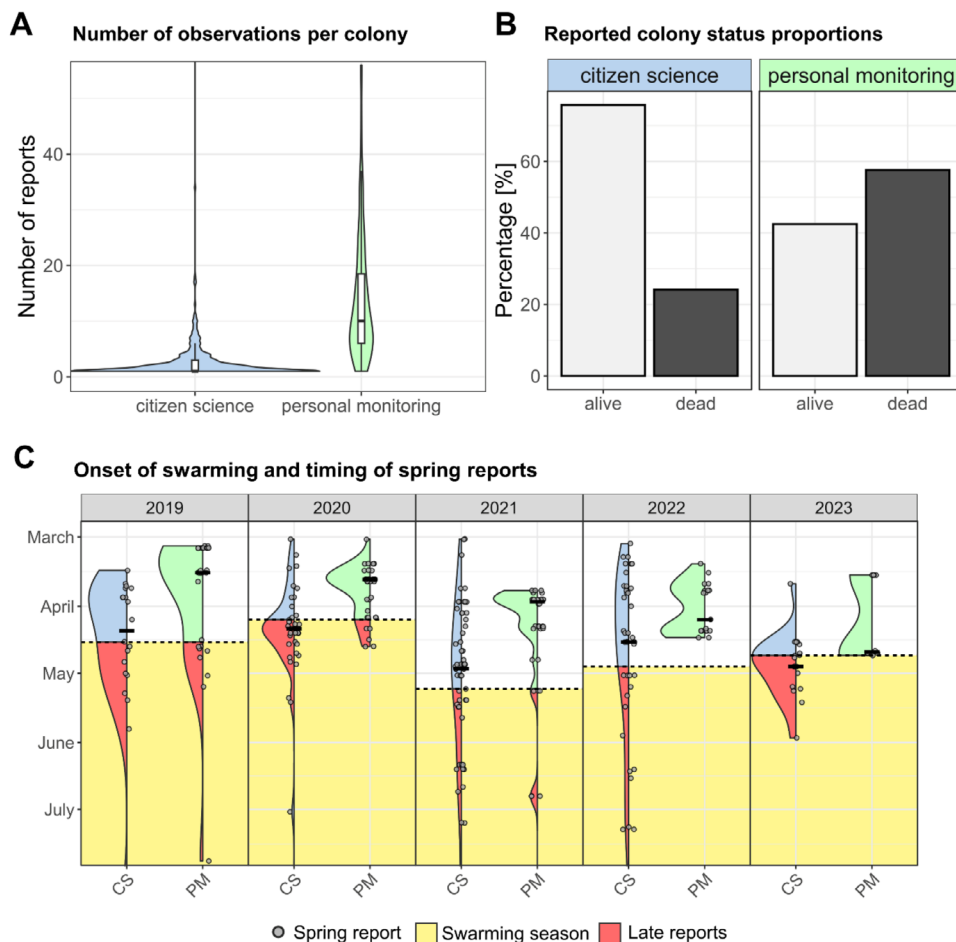 A Number of observations per colony
Number of reports
40
20
0
citizen science personal monitoring
B Reported colony status proportions
citizen science personal monitoring
Percentage [%]
60
40
20
0
alive dead alive dead
C Onset of swarming and timing of spring reports
2019 2020 2021 2022 2023
March
April
May
June
July
CS PM CS PM CS PM CS PM CS PM
Spring report Swarming season Late reports